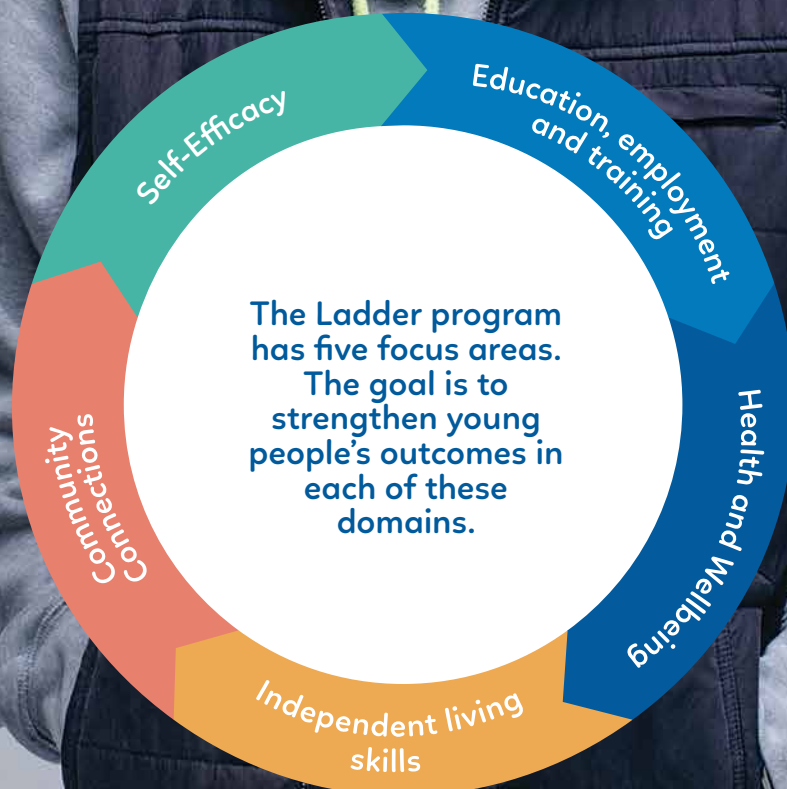 Self-Efficacy
Education, employment
and training
Health and Wellbeing
Independent living
skills
Community
Connections
The Ladder program
has five focus areas.
The goal is to
strengthen young
people's outcomes in
each of these
domains.